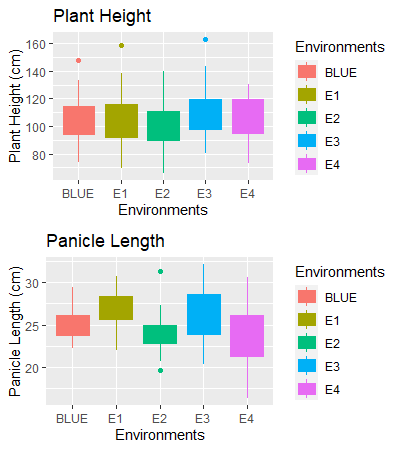 Plant Height
Plant Height (cm)
160
140
120
100
80
BLUE E1 E2 E3 E4
Environments
Environments
BLUE
E1
E2
E3
E4
Panicle Length
Panicle Length (cm)
30
25
20
BLUE E1 E2 E3 E4
Environments
Environments
BLUE
E1
E2
E3
E4